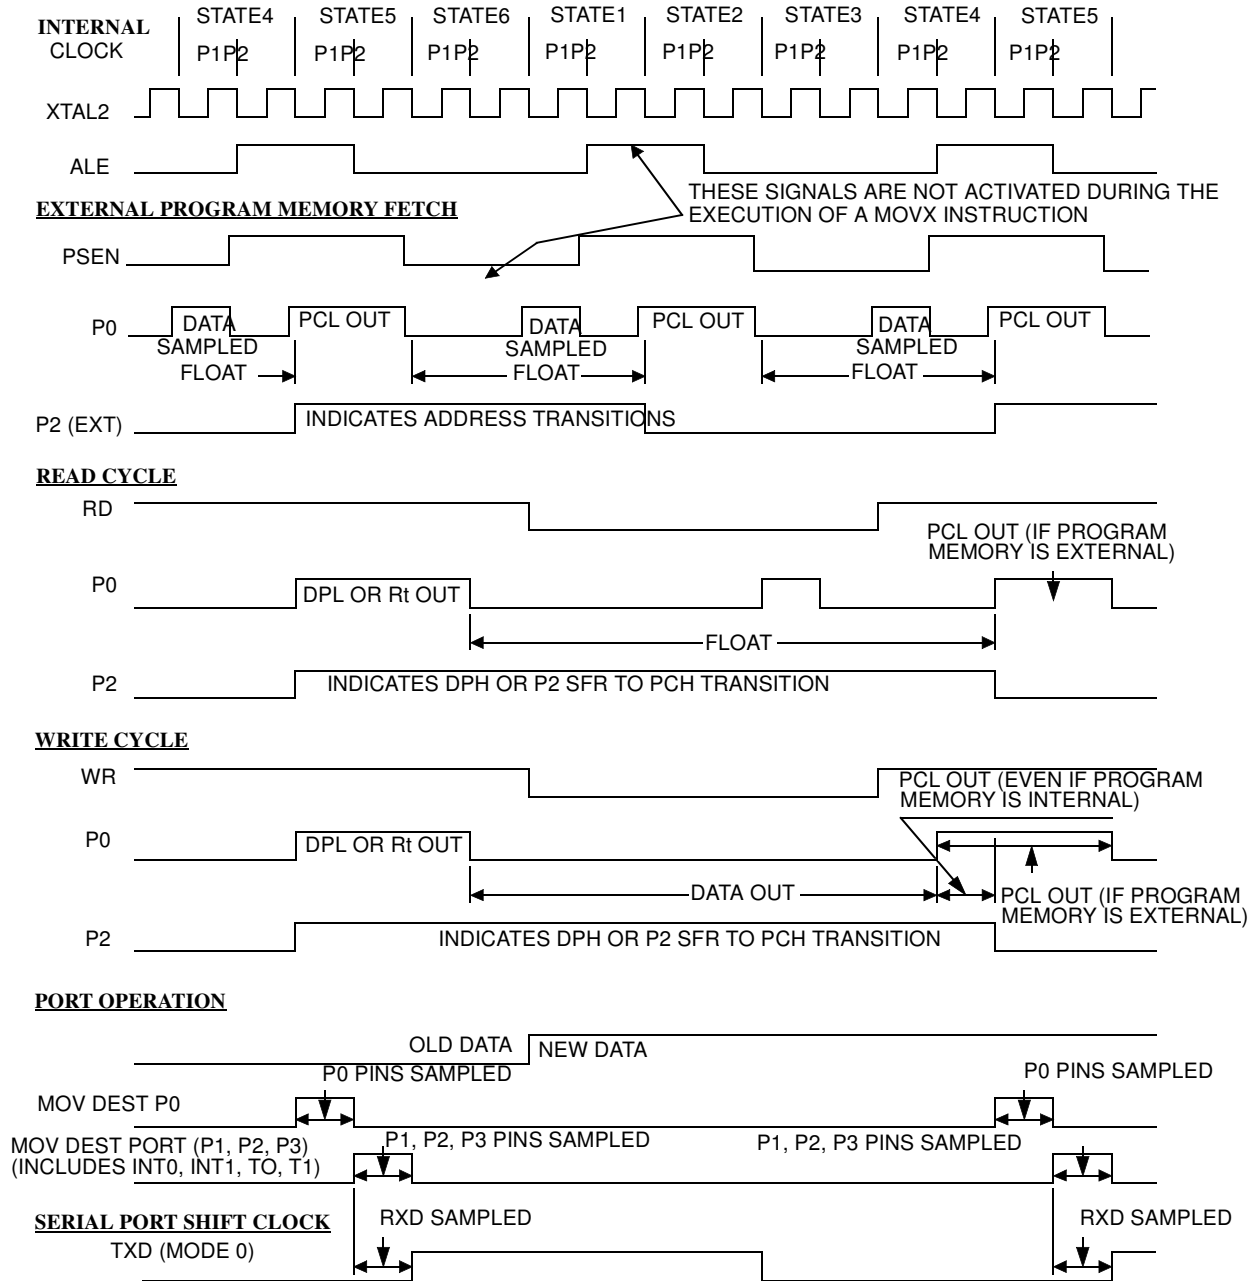 INTERNAL
CLOCK
STATE4 STATE5 STATE6 STATE1 STATE2 STATE3 STATE4 STATE5
P1P2 P1P2 P1P2 P1P2 P1P2 P1P2 P1P2 P1P2
XTAL2
ALE
THESE SIGNALS ARE NOT ACTIVATED DURING THE
EXECUTION OF A MOVX INSTRUCTION
EXTERNAL PROGRAM MEMORY FETCH
PSEN
P0
DATA
SAMPLED
FLOAT
PCL OUT
DATA
SAMPLED
FLOAT
PCL OUT
DATA
SAMPLED
FLOAT
PCL OUT
P2 (EXT)
INDICATES ADDRESS TRANSITIONS
READ CYCLE
RD
PCL OUT (IF PROGRAM
MEMORY IS EXTERNAL)
P0
DPL OR Rt OUT
FLOAT
P2
INDICATES DPH OR P2 SFR TO PCH TRANSITION
WRITE CYCLE
WR
PCL OUT (EVEN IF PROGRAM
MEMORY IS INTERNAL)
P0
DPL OR Rt OUT
DATA OUT
PCL OUT (IF PROGRAM
MEMORY IS EXTERNAL)
P2
INDICATES DPH OR P2 SFR TO PCH TRANSITION
PORT OPERATION
OLD DATA NEW DATA
P0 PINS SAMPLED
P0 PINS SAMPLED
MOV DEST P0
MOV DEST PORT (P1, P2, P3)
(INCLUDES INT0, INT1, TO, T1)
P1, P2, P3 PINS SAMPLED
P1, P2, P3 PINS SAMPLED
SERIAL PORT SHIFT CLOCK
TXD (MODE 0)
RXD SAMPLED
RXD SAMPLED